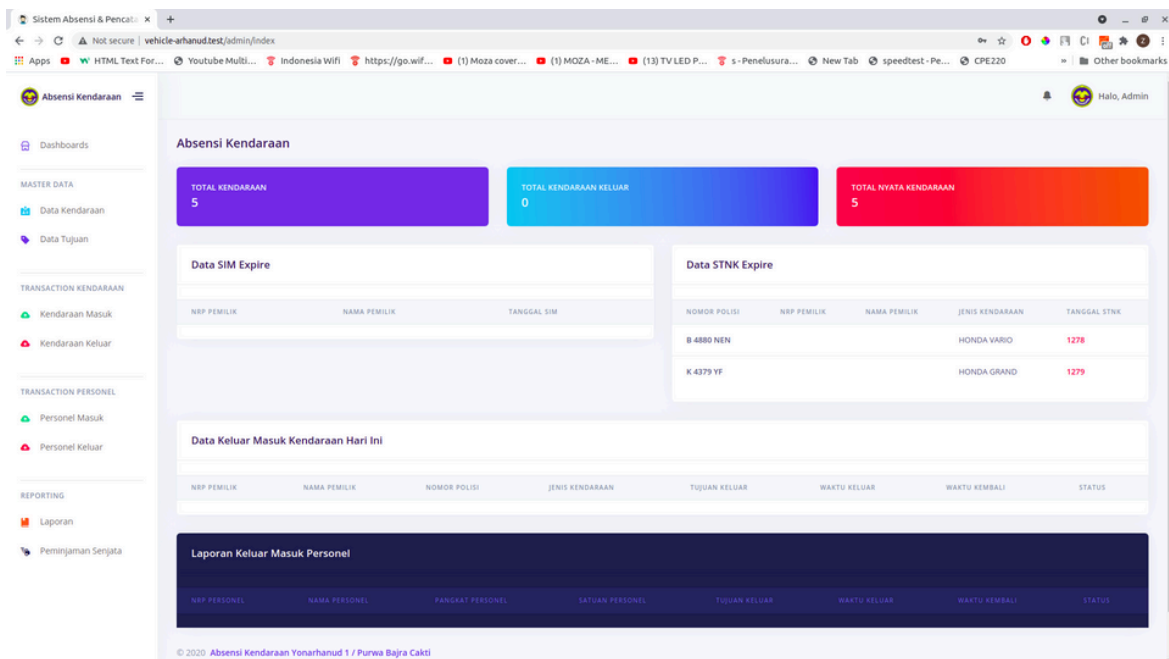 Sistem Absensi & Pencata
Not secure | vehicle-arhanud.test/admin/index
Apps
HTML Text For...
Youtube Multi...
Indonesia Wifi
https://go.wif...
(1) Moza cover...
(1) MOZA - ME...
(13) TV LED P...
s - Penelusura...
New Tab
speedtest - Pe...
CPE220
»
Other bookmarks
Absensi Kendaraan
Halo, Admin
Dashboards
MASTER DATA
Data Kendaraan
Data Tujuan
TRANSACTION KENDARAAN
Kendaraan Masuk
Kendaraan Keluar
TRANSACTION PERSONEL
Personel Masuk
Personel Keluar
REPORTING
Laporan
Peminjaman Senjata
Absensi Kendaraan
TOTAL KENDARAAN
5
TOTAL KENDARAAN KELUAR
0
TOTAL NYATA KENDARAAN
5
Data SIM Expire
NRP PEMILIK NAMA PEMILIK TANGGAL SIM
Data STNK Expire
NOMOR POLISI NRP PEMILIK NAMA PEMILIK JENIS KENDARAAN TANGGAL STNK
B 4880 NEN HONDA VARIO 1278
K 4379 YF HONDA GRAND 1279
Data Keluar Masuk Kendaraan Hari Ini
NRP PEMILIK NAMA PEMILIK NOMOR POLISI JENIS KENDARAAN TUJUAN KELUAR WAKTU KELUAR WAKTU KEMBALI STATUS
Laporan Keluar Masuk Personel
NRP PERSONEL NAMA PERSONEL PANGKAT PERSONEL SATUAN PERSONEL TUJUAN KELUAR WAKTU KELUAR WAKTU KEMBALI STATUS
© 2020 Absensi Kendaraan Yonarhanud 1 / Purwa Bajra Cakti